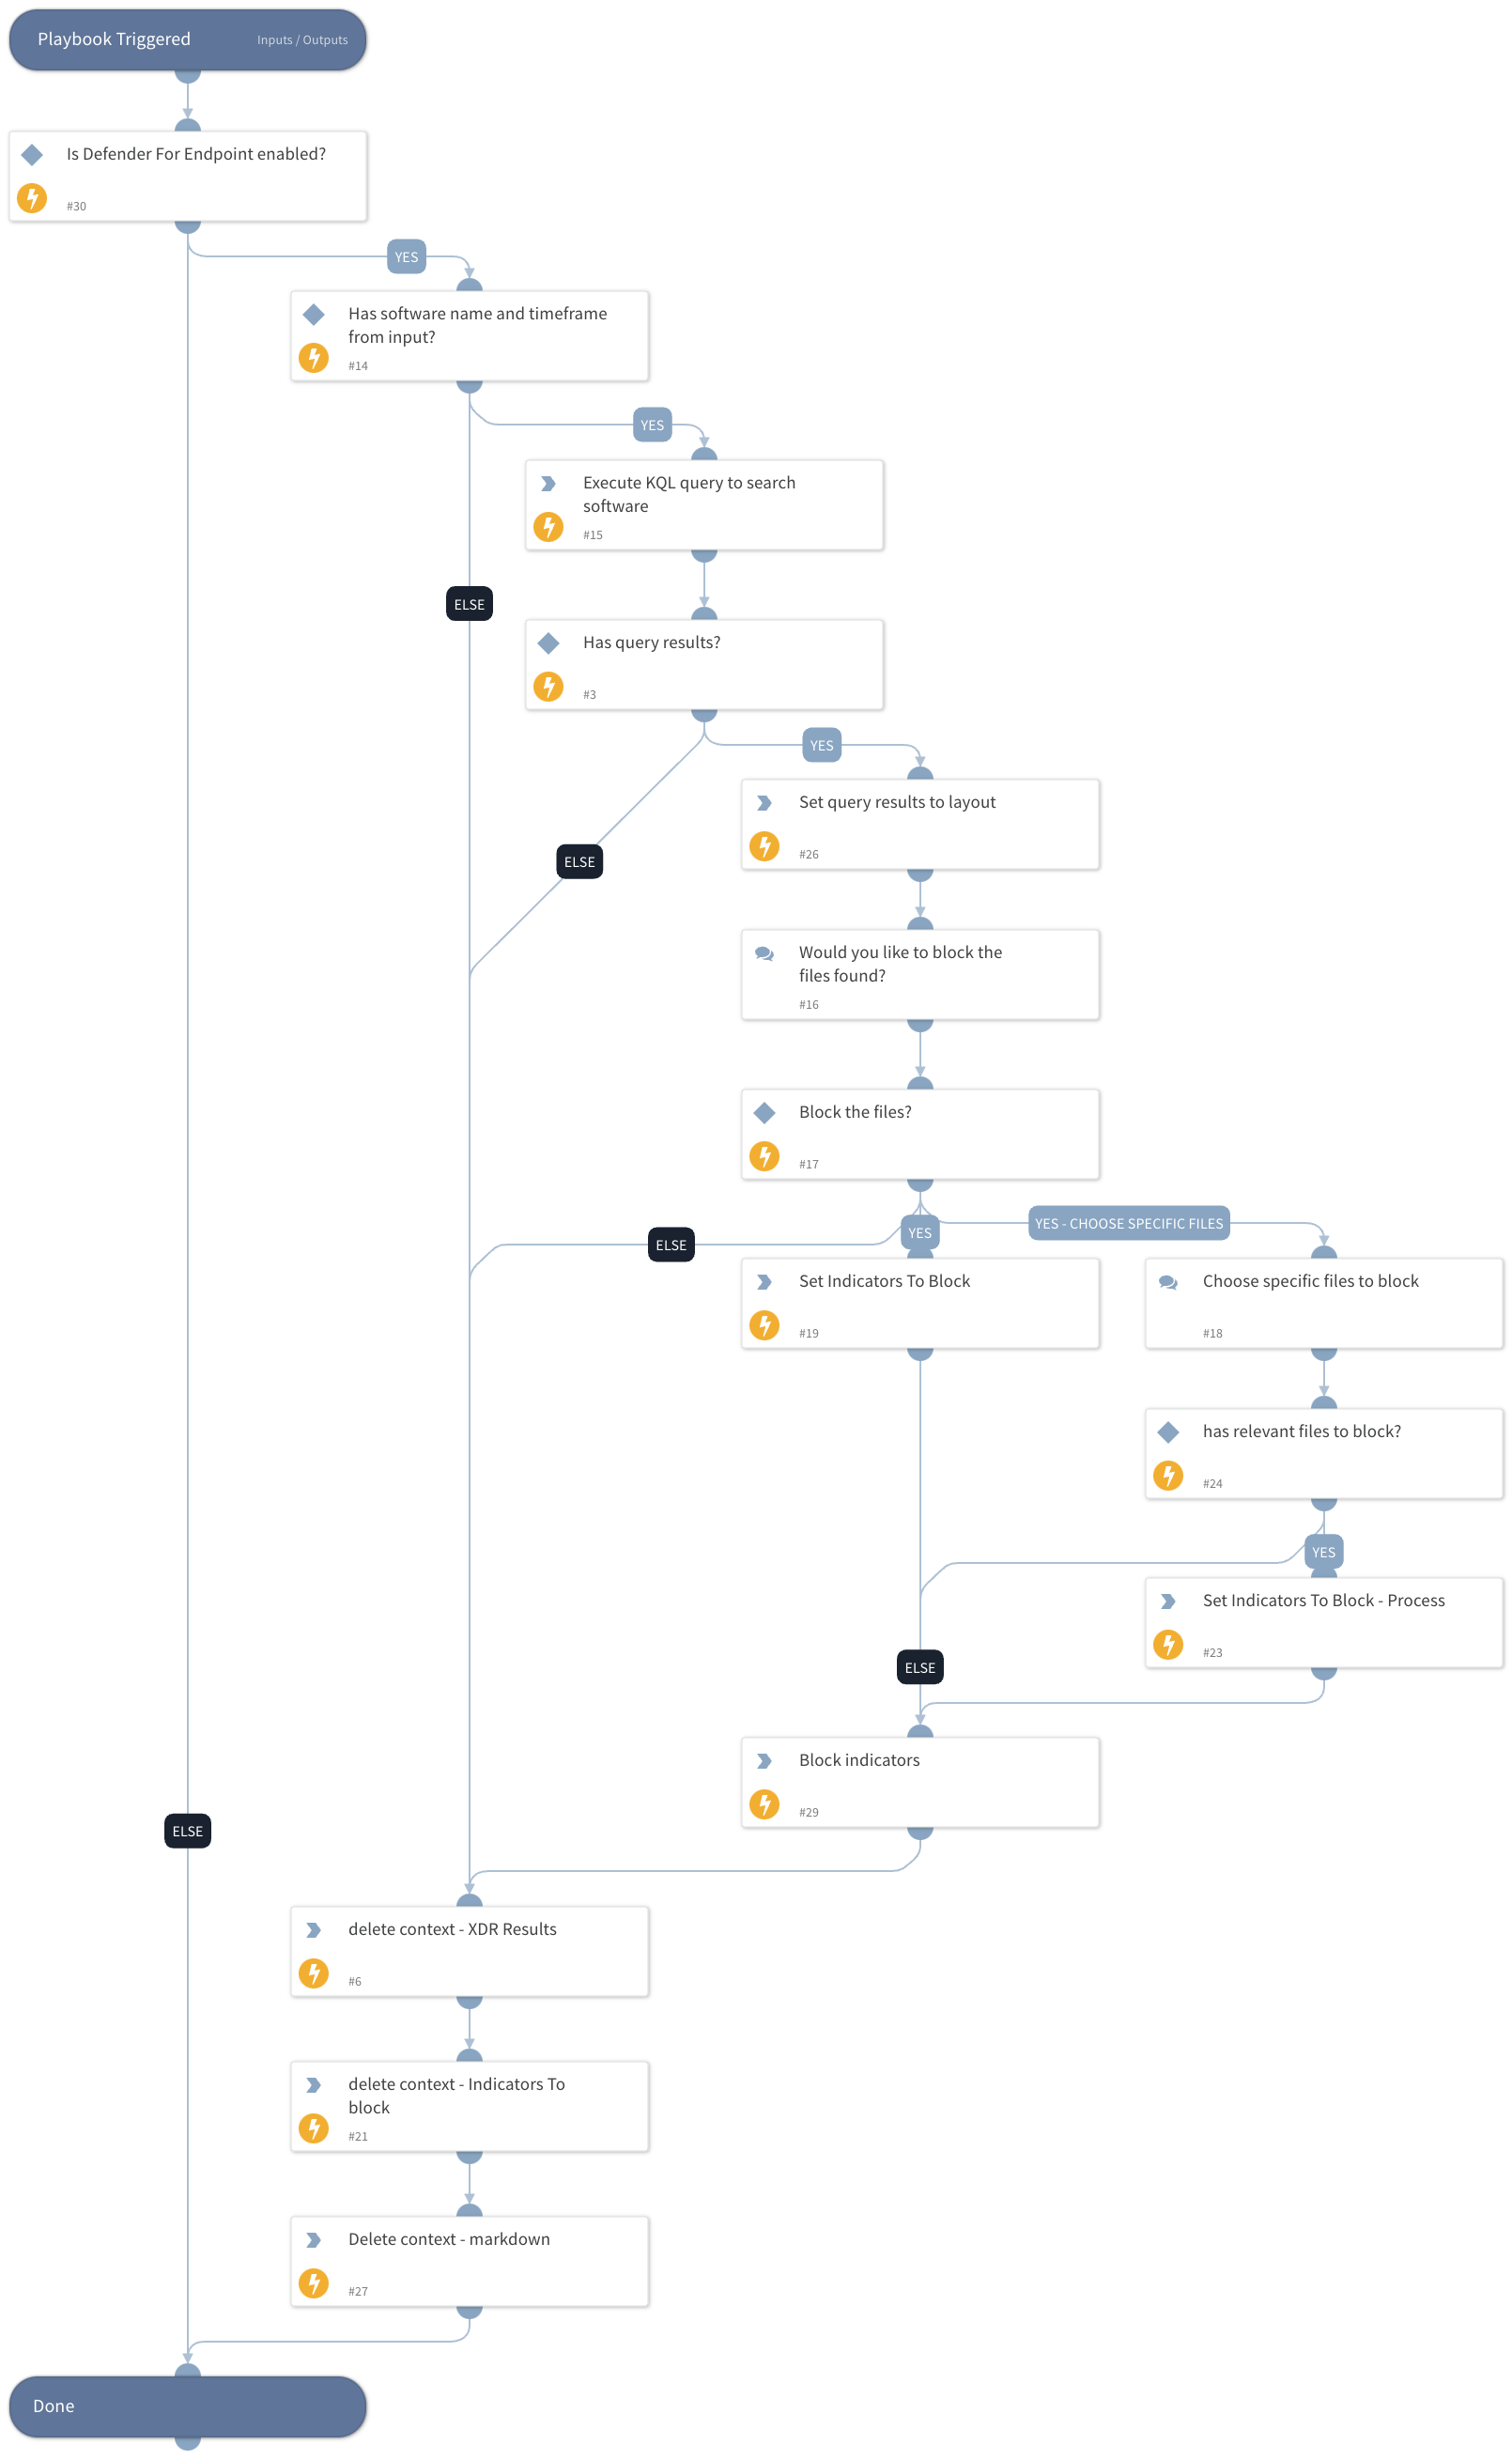 Playbook Triggered
Inputs / Outputs
Is Defender For Endpoint enabled?
#30
YES
Has software name and timeframe
from input?
#14
YES
Execute KQL query to search
software
#15
ELSE
Has query results?
#3
YES
Set query results to layout
#26
ELSE
Would you like to block the
files found?
#16
Block the files?
#17
YES - CHOOSE SPECIFIC FILES
YES
ELSE
Set Indicators To Block
#19
Choose specific files to block
#18
has relevant files to block?
#24
YES
Set Indicators To Block - Process
#23
ELSE
Block indicators
#29
ELSE
delete context - XDR Results
#6
delete context - Indicators To
block
#21
Delete context - markdown
#27
Done